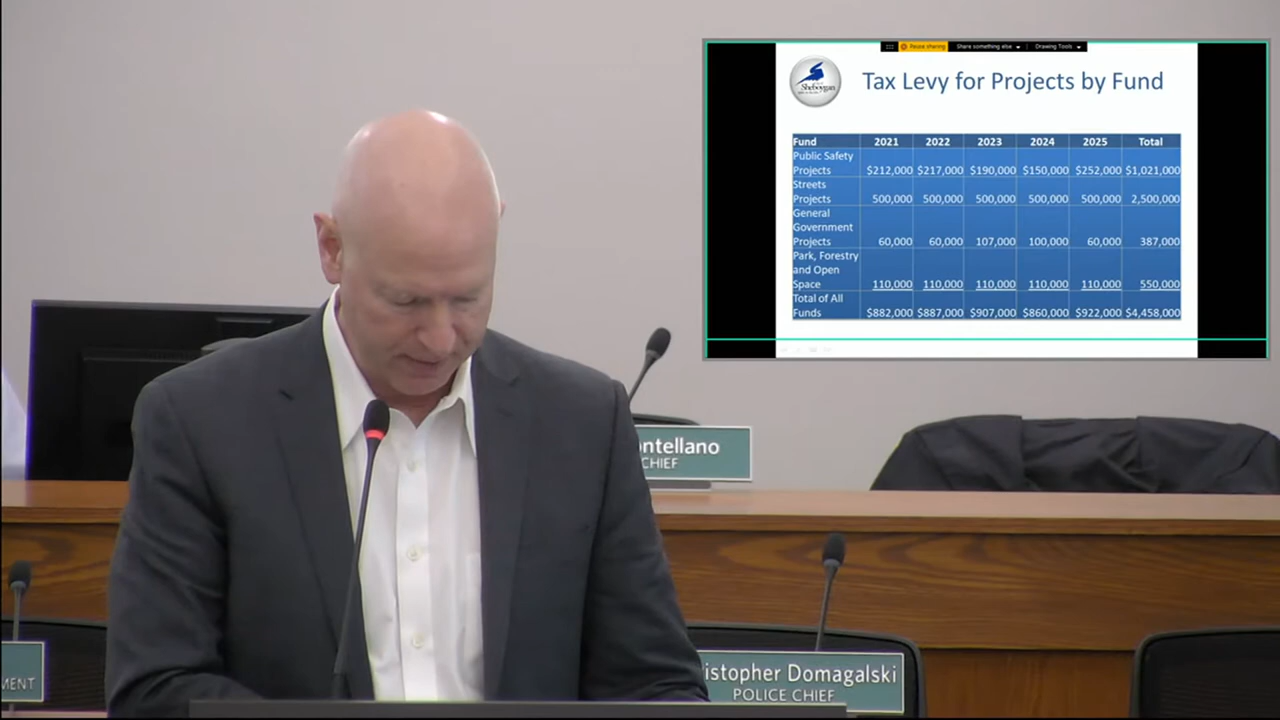 Pause sharing
Share something else
Drawing Tools
Sheboygan
Tax Levy for Projects by Fund
Fund 2021 2022 2023 2024 2025 Total
Public Safety
Projects $212,000 $217,000 $190,000 $150,000 $252,000 $1,021,000
Streets
Projects 500,000 500,000 500,000 500,000 500,000 2,500,000
General
Government
Projects 60,000 60,000 107,000 100,000 60,000 387,000
Park, Forestry
and Open
Space 110,000 110,000 110,000 110,000 110,000 550,000
Total of All
Funds $882,000 $887,000 $907,000 $860,000 $922,000 $4,458,000
ntellano
CHIEF
istopher Domagalski
POLICE CHIEF
MENT